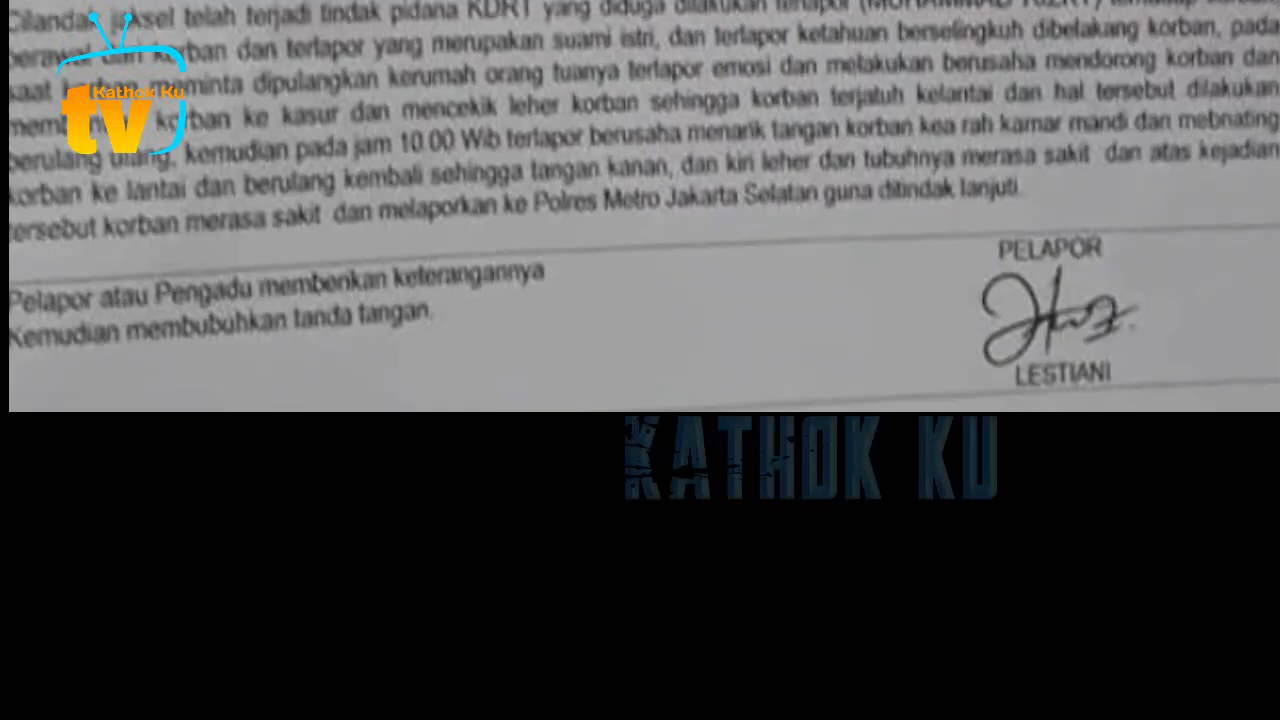 Cilandak jaksel telah terjadi tindak pidana KDRT yang diduga dilakukan terlapor
korban dan terlapor yang merupakan suami istri, dan terlapor ketahuan berselingkuh dibelakang korban, pada
saat korban meminta dipulangkan kerumah orang tuanya terlapor emosi dan melakukan berusaha mendorong korban dan
korban ke kasur dan mencekik leher korban sehingga korban terjatuh kelantai dan hal tersebut dilakukan
berulang ulang, kemudian pada jam 10.00 Wib terlapor berusaha menarik tangan korban kea rah kamar mandi dan mebnating
korban ke lantai dan berulang kembali sehingga tangan kanan, dan kiri leher dan tubuhnya merasa sakit dan atas kejadian
tersebut korban merasa sakit dan melaporkan ke Polres Metro Jakarta Selatan guna ditindak lanjuti.
Pelapor atau Pengadu memberikan keterangannya
Kemudian membubuhkan tanda tangan.
PELAPOR
LESTIANI
Kathok Ku
tv
KATHOK KU